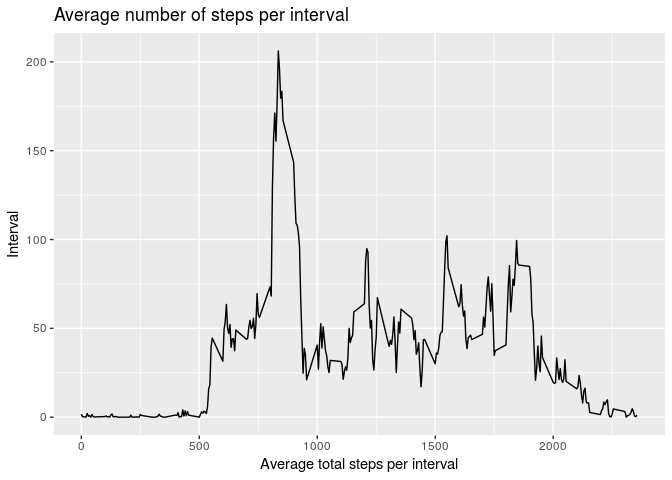 Average number of steps per interval
200
150
100
50
0
Interval
0 500 1000 1500 2000
Average total steps per interval